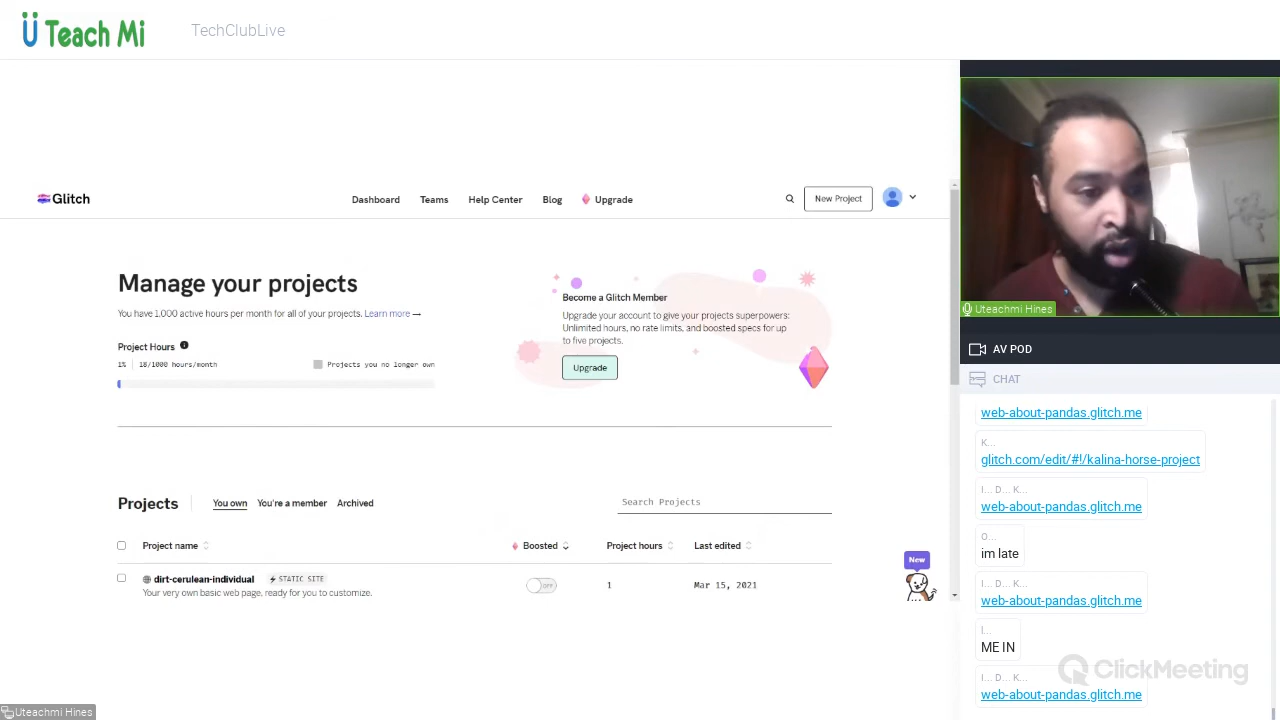 Ü Teach Mi
TechClubLive
Glitch
Dashboard Teams Help Center Blog Upgrade
New Project
Manage your projects
You have 1,000 active hours per month for all of your projects. Learn more →
Project Hours
1% 18/1000 hours/month
Projects you no longer own
Become a Glitch Member
Upgrade your account to give your projects superpowers:
Unlimited hours, no rate limits, and boosted specs for up
to five projects.
Upgrade
Projects You own You're a member Archived
Search Projects
Project name Boosted Project hours Last edited
dirt-cerulean-individual STATIC SITE
Your very own basic web page, ready for you to customize.
OFF
1
Mar 15, 2021
New
Uteachmi Hines
AV POD
CHAT
web-about-pandas.glitch.me
K...
glitch.com/edit/#!/kalina-horse-project
I... D... K...
web-about-pandas.glitch.me
O...
im late
I... D... K...
web-about-pandas.glitch.me
I...
ME IN
I... D... K...
web-about-pandas.glitch.me
ClickMeeting
Uteachmi Hines